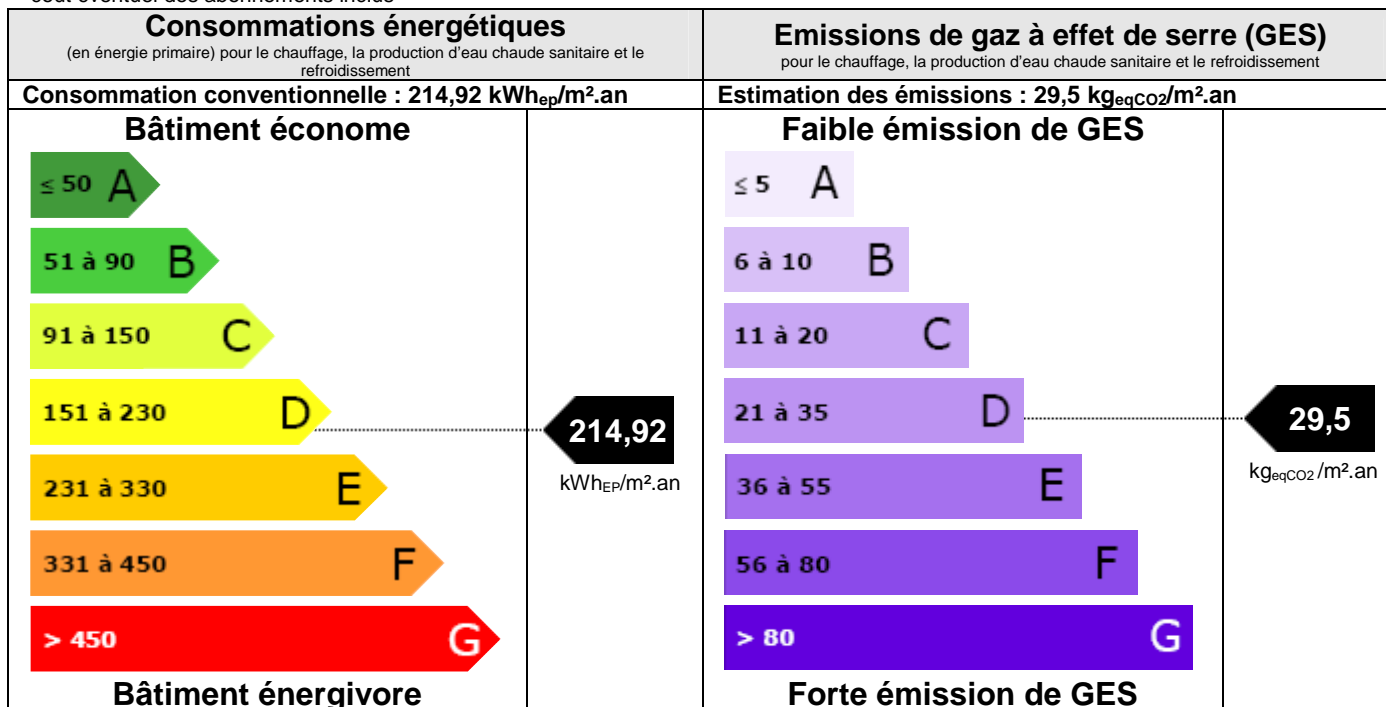 coût éventuel des abonnements inclus
Consommations énergétiques
(en énergie primaire) pour le chauffage, la production d'eau chaude sanitaire et le
refroidissement
Emissions de gaz à effet de serre (GES)
pour le chauffage, la production d'eau chaude sanitaire et le refroidissement
Consommation conventionnelle : 214,92 kWhep/m².an
Estimation des émissions : 29,5 kgeqCO2/m².an
Bâtiment économe
≤ 50 A
51 à 90 B
91 à 150 C
151 à 230 D
231 à 330 E
331 à 450 F
> 450 G
Bâtiment énergivore
214,92
kWhEP/m².an
Faible émission de GES
≤ 5 A
6 à 10 B
11 à 20 C
21 à 35 D
36 à 55 E
56 à 80 F
> 80 G
Forte émission de GES
29,5
kgeqCO2/m².an